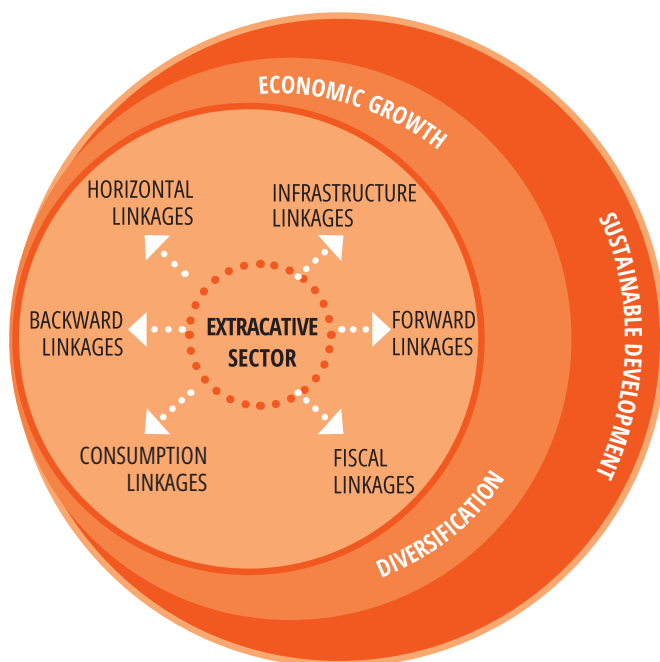 ECONOMIC GROWTH
HORIZONTAL
LINKAGES
INFRASTRUCTURE
LINKAGES
SUSTAINABLE DEVELOPMENT
BACKWARD
LINKAGES
EXTRACATIVE
SECTOR
FORWARD
LINKAGES
CONSUMPTION
LINKAGES
FISCAL
LINKAGES
DIVERSIFICATION